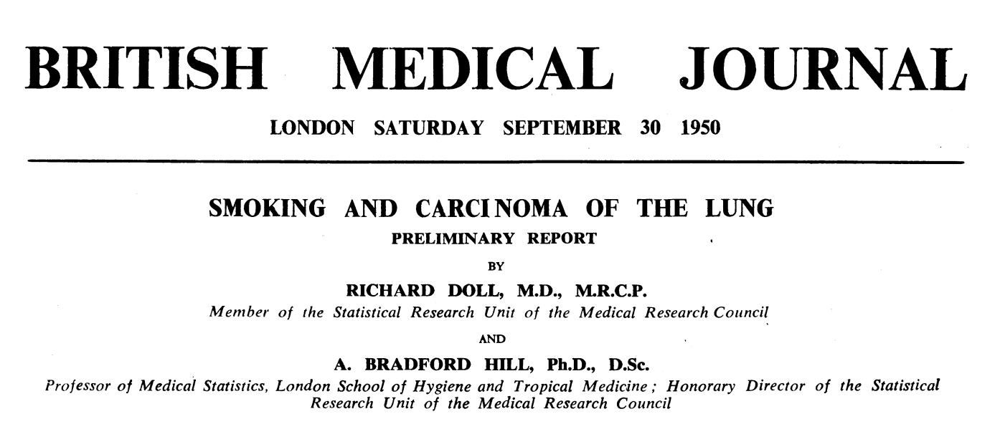 BRITISH MEDICAL JOURNAL
LONDON SATURDAY SEPTEMBER 30 1950
SMOKING AND CARCINOMA OF THE LUNG
PRELIMINARY REPORT
BY
RICHARD DOLL, M.D., M.R.C.P.
Member of the Statistical Research Unit of the Medical Research Council
AND
A. BRADFORD HILL, Ph.D., D.Sc.
Professor of Medical Statistics, London School of Hygiene and Tropical Medicine ; Honorary Director of the Statistical
Research Unit of the Medical Research Council